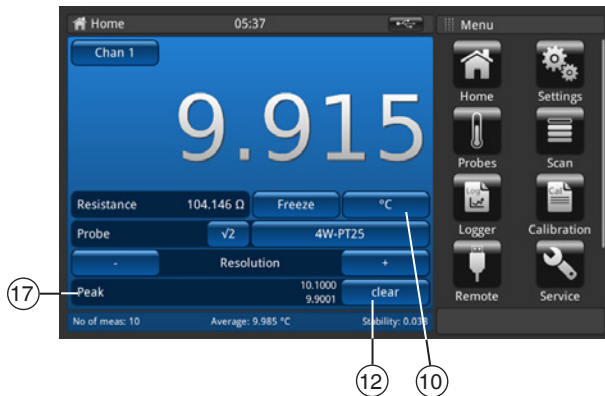 Home 05:37 Menu
Chan 1
9.915
Home Settings
Probes Scan
Resistance 104.146 Ω Freeze °C
Log Cal
Logger Calibration
Probe √2 4W-PT25
- Resolution +
Peak 10.1000 9.9001 clear
Remote Service
No of meas: 10 Average: 9.985 °C Stability: 0.038
17
12 10